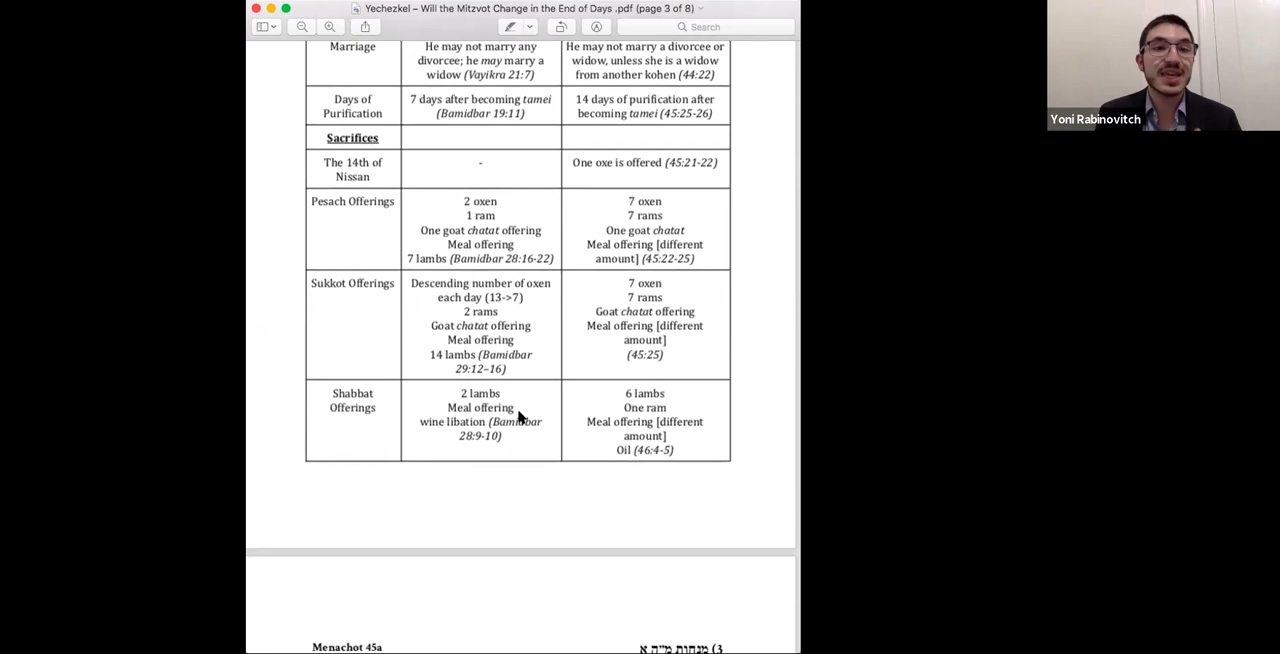 Yechezkel – Will the Mitzvot Change in the End of Days .pdf (page 3 of 8)
Search
Marriage
He may not marry any
divorcee; he may marry a
widow (Vayikra 21:7)
He may not marry a divorcee or
widow, unless she is a widow
from another kohen (44:22)
Days of
Purification
7 days after becoming tamei
(Bamidbar 19:11)
14 days of purification after
becoming tamei (45:25-26)
Sacrifices
The 14th of
Nissan
-
One oxe is offered (45:21-22)
Pesach Offerings
2 oxen
1 ram
One goat chatat offering
Meal offering
7 lambs (Bamidbar 28:16-22)
7 oxen
7 rams
One goat chatat
Meal offering [different
amount] (45:22-25)
Sukkot Offerings
Descending number of oxen
each day (13->7)
2 rams
Goat chatat offering
Meal offering
14 lambs (Bamidbar
29:12–16)
7 oxen
7 rams
Goat chatat offering
Meal offering [different
amount]
(45:25)
Shabbat
Offerings
2 lambs
Meal offering
wine libation (Bamidbar
28:9-10)
6 lambs
One ram
Meal offering [different
amount]
Oil (46:4-5)
Menachot 45a
3) מנחות מ״ה א
Yoni Rabinovitch